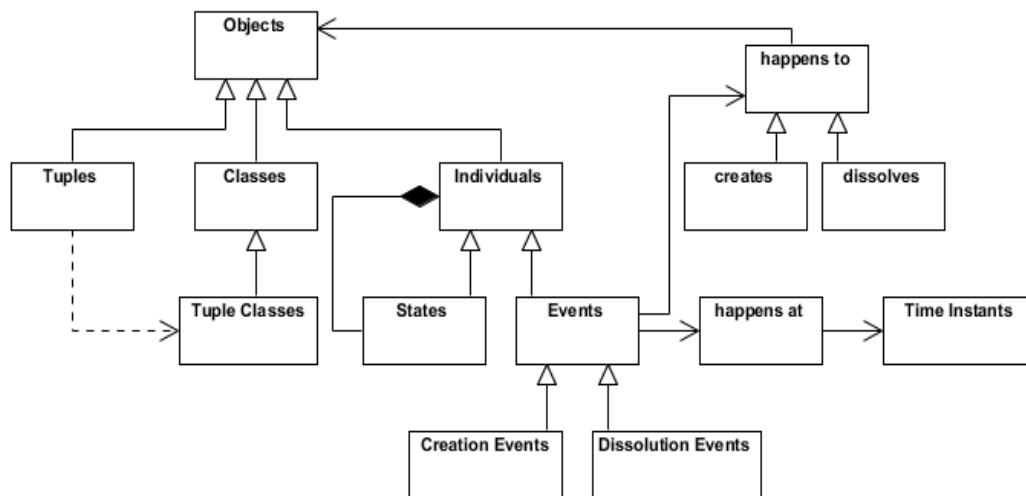 Objects
happens to
Tuples
Classes
Individuals
creates
dissolves
Tuple Classes
States
Events
happens at
Time Instants
Creation Events
Dissolution Events